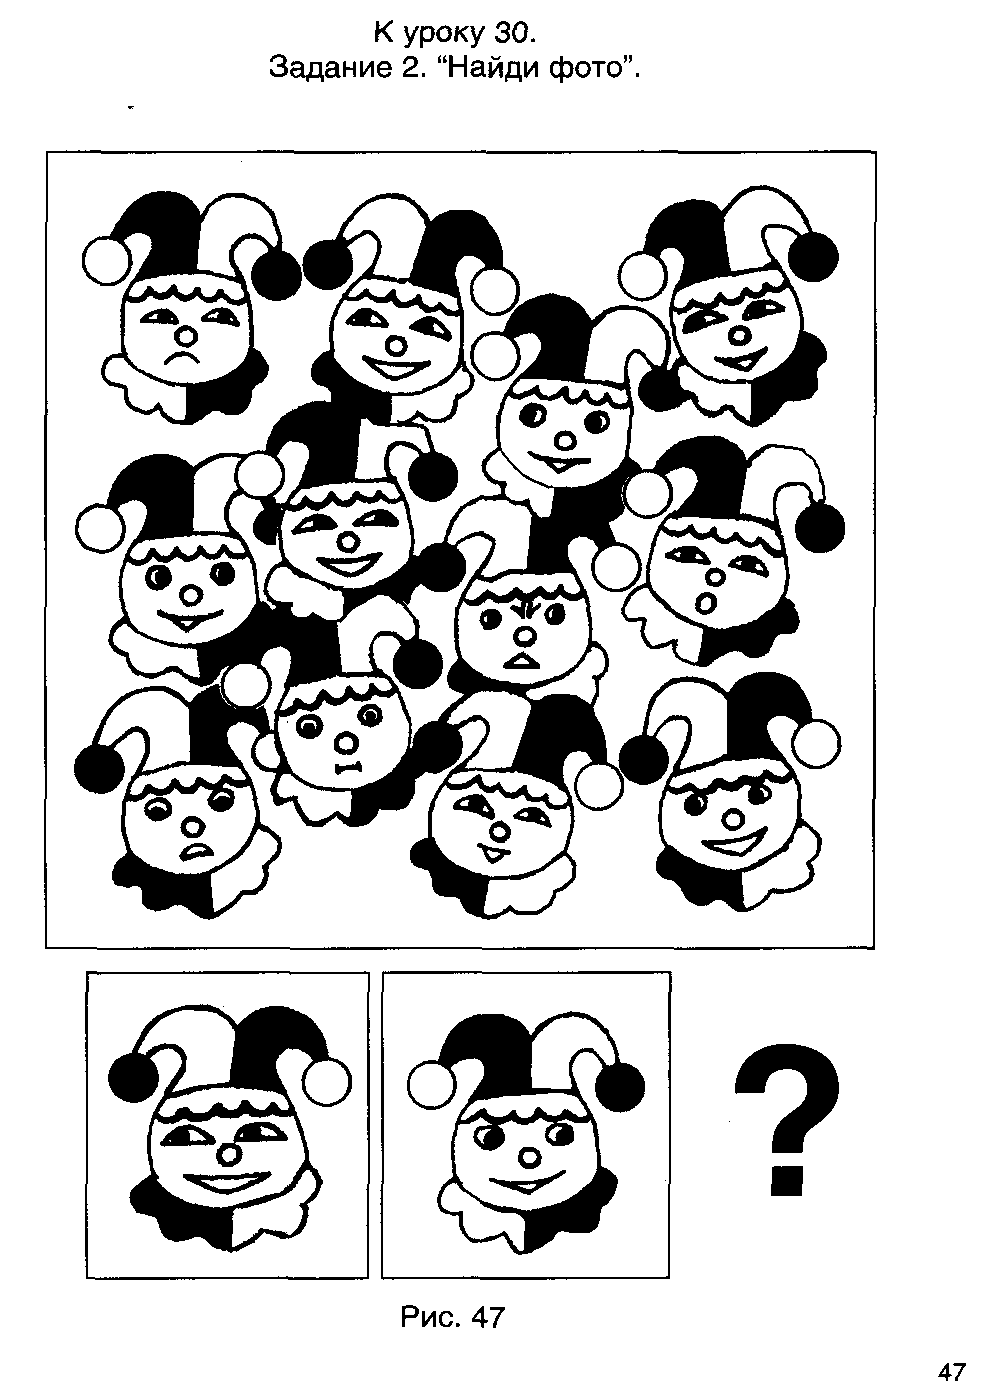 К уроку 30.
Задание 2. “Найди фото”.
?
Рис. 47
47